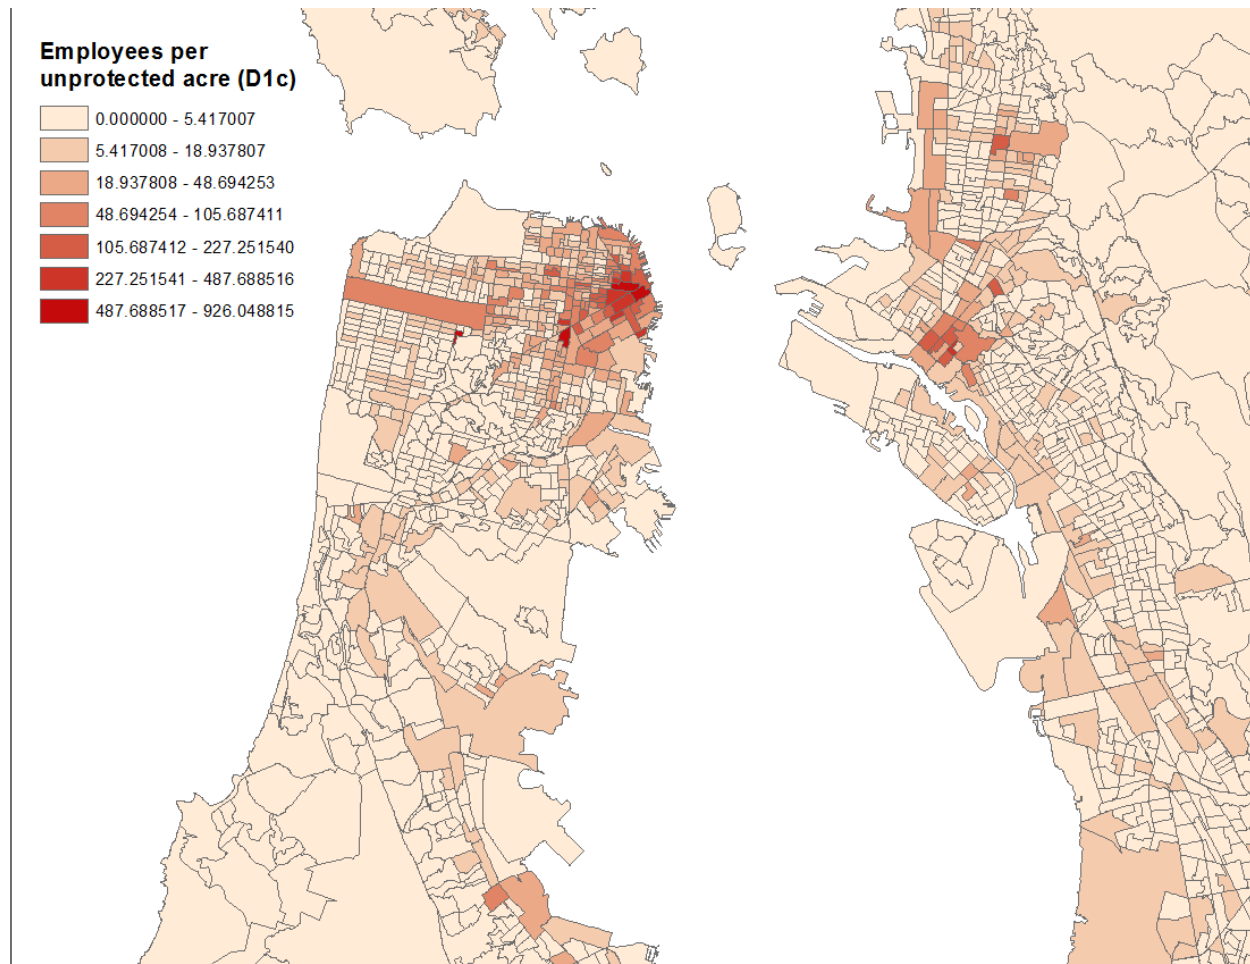 Employees per
unprotected acre (D1c)
0.000000 - 5.417007
5.417008 - 18.937807
18.937808 - 48.694253
48.694254 - 105.687411
105.687412 - 227.251540
227.251541 - 487.688516
487.688517 - 926.048815